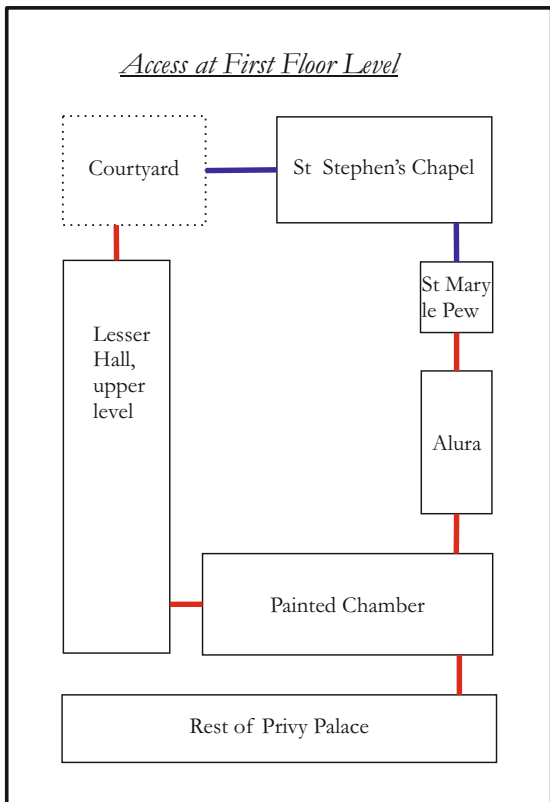 Access at First Floor Level
Courtyard
St Stephen's Chapel
St Mary
le Pew
Lesser
Hall,
upper
level
Alura
Painted Chamber
Rest of Privy Palace